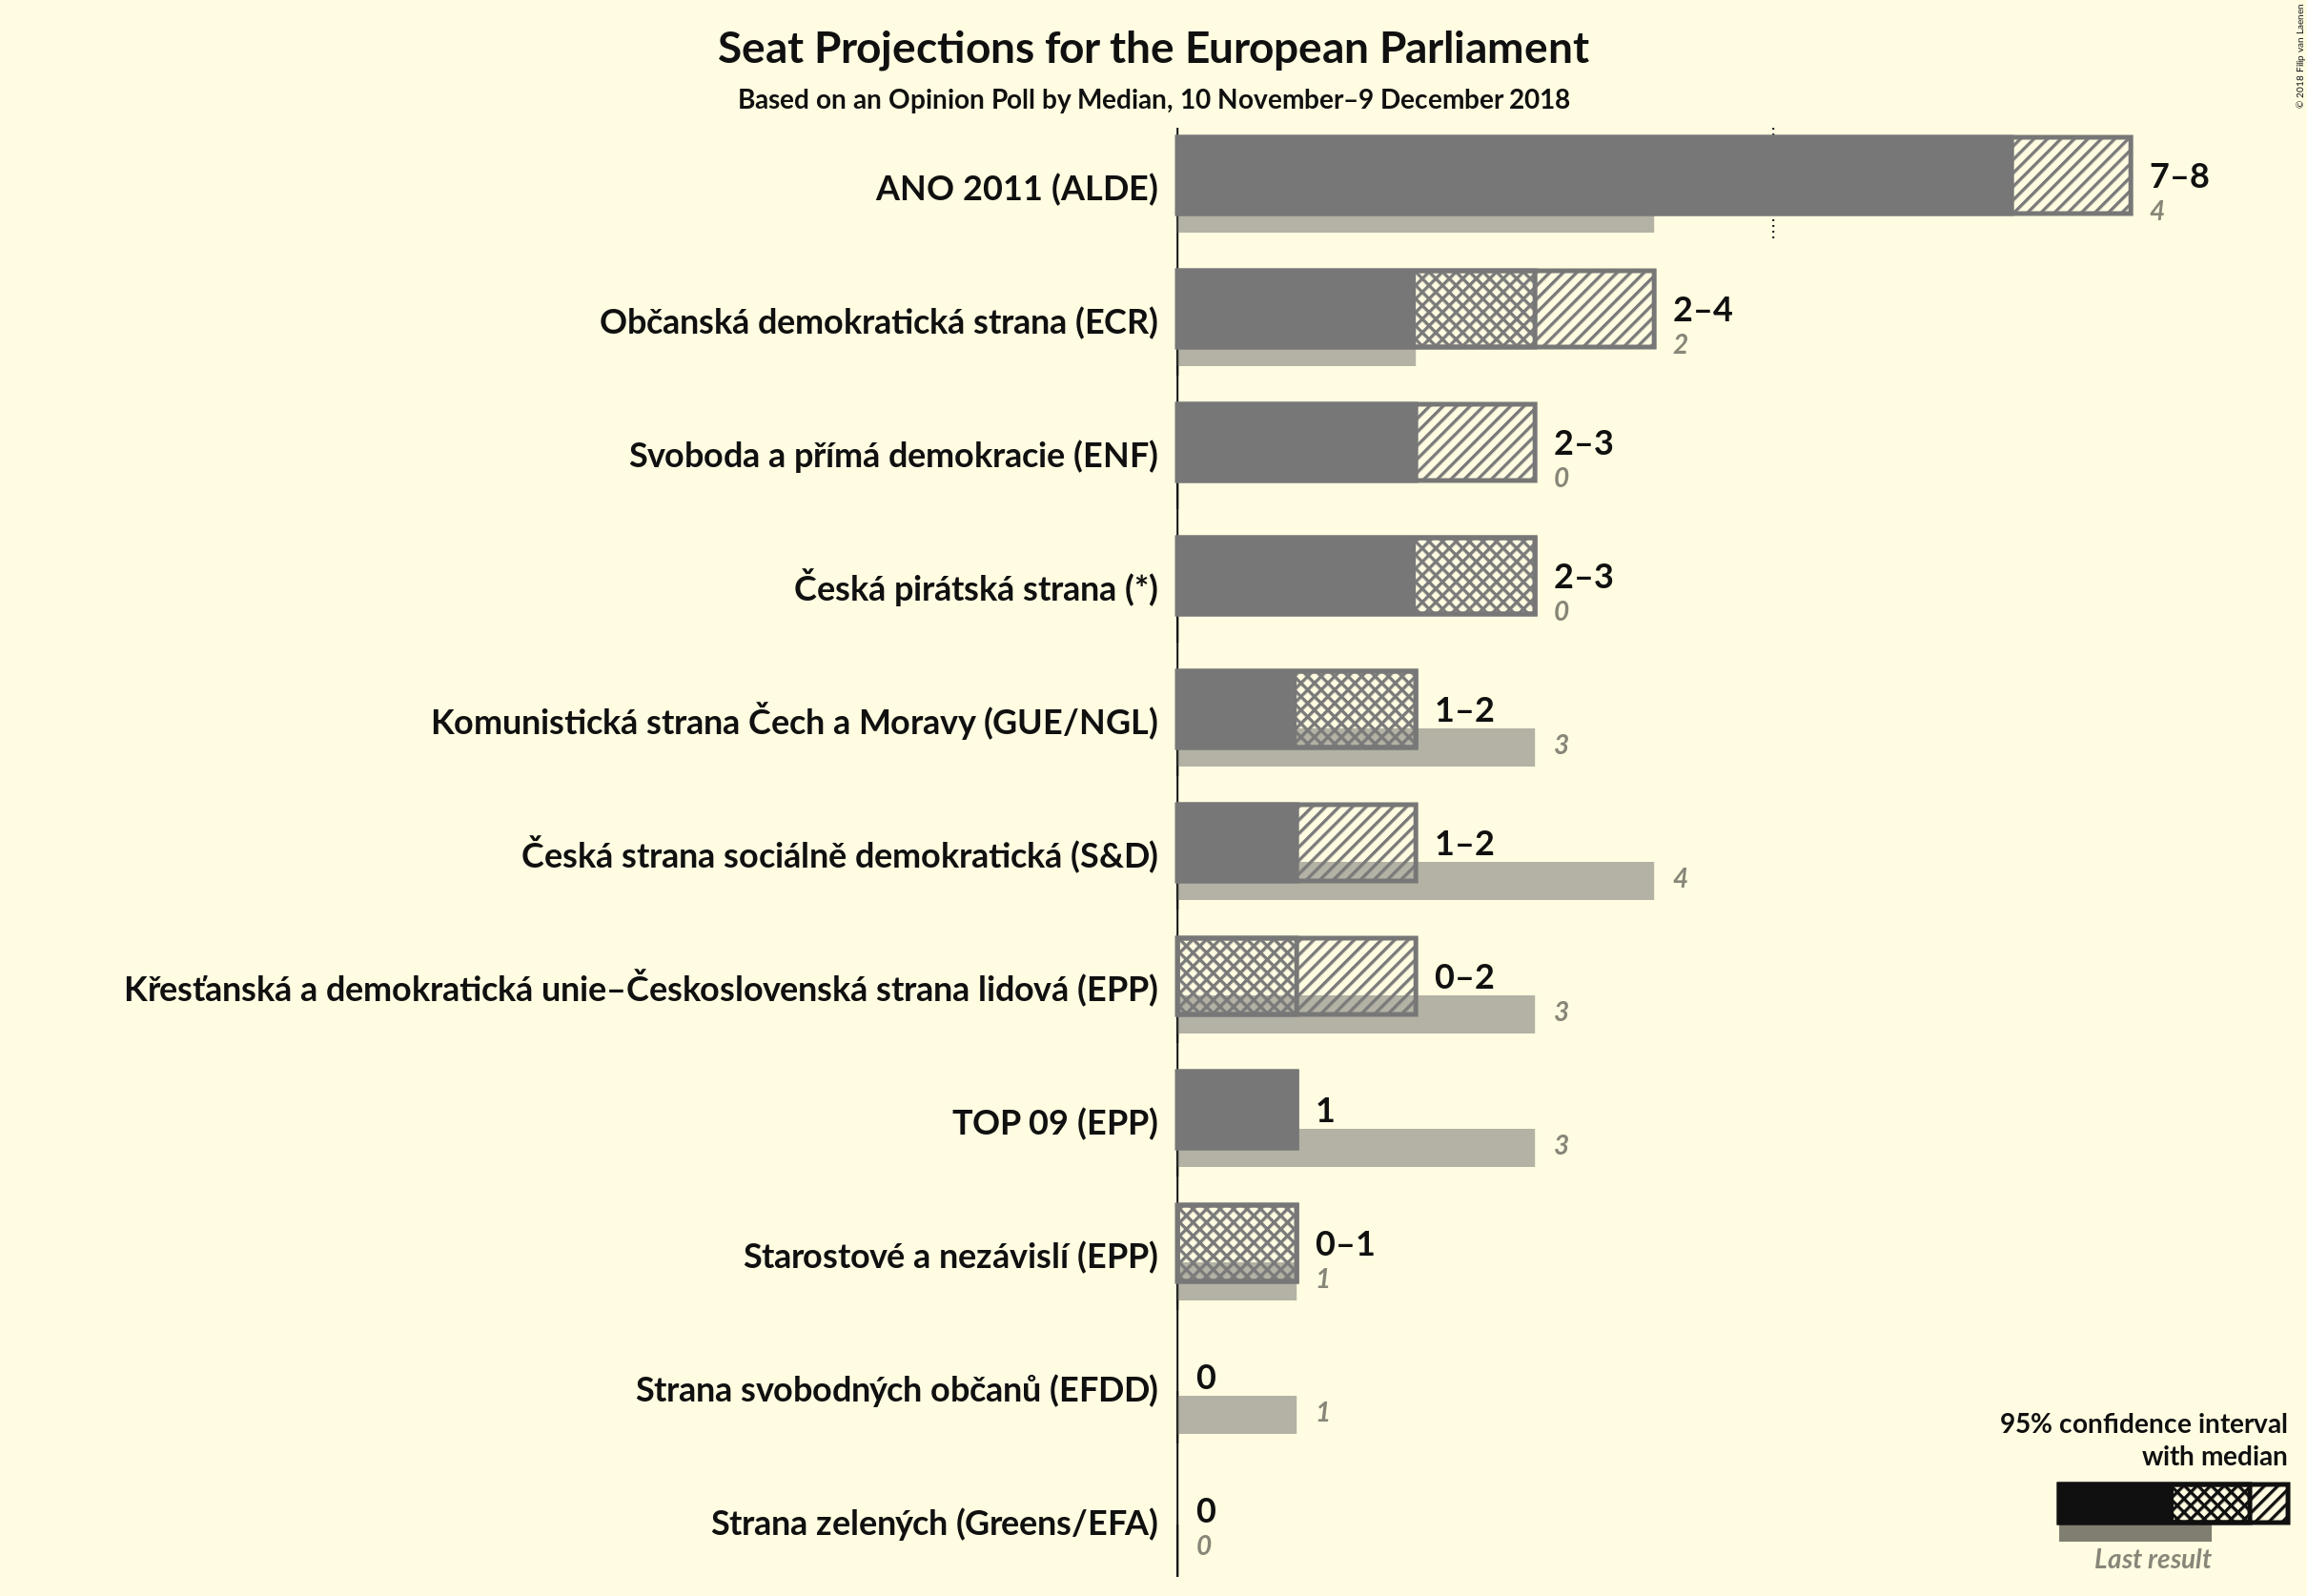 Seat Projections for the European Parliament
Based on an Opinion Poll by Median, 10 November–9 December 2018
© 2018 Filip van Laenen
ANO 2011 (ALDE)
7–8
4
Občanská demokratická strana (ECR)
2–4
2
Svoboda a přímá demokracie (ENF)
2–3
0
Česká pirátská strana (*)
2–3
0
Komunistická strana Čech a Moravy (GUE/NGL)
1–2
3
Česká strana sociálně demokratická (S&D)
1–2
4
Křesťanská a demokratická unie–Československá strana lidová (EPP)
0–2
3
TOP 09 (EPP)
1
3
Starostové a nezávislí (EPP)
0–1
1
Strana svobodných občanů (EFDD)
0
1
Strana zelených (Greens/EFA)
0
0
95% confidence interval
with median
Last result